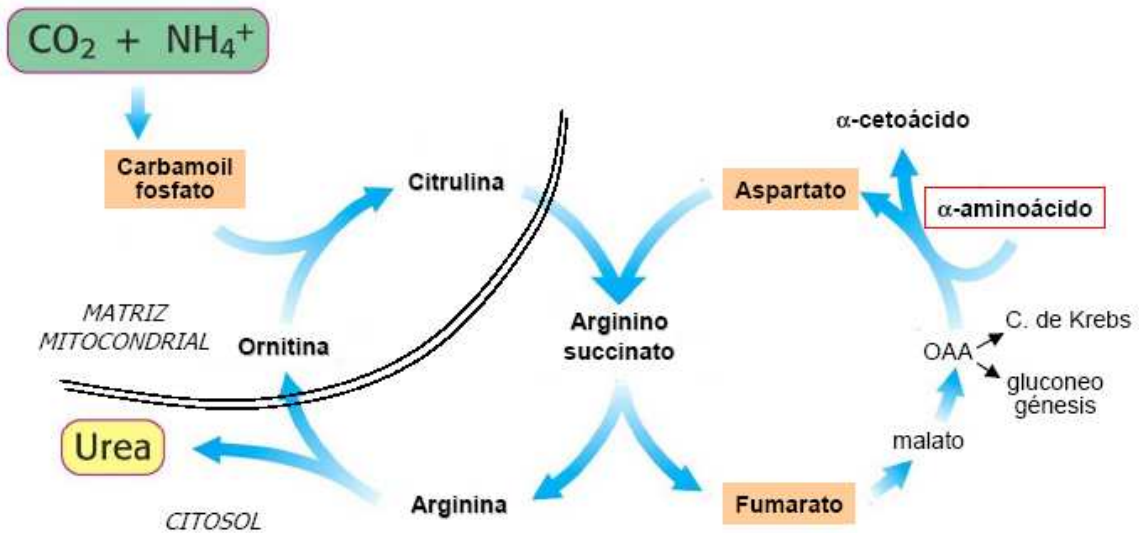 CO₂ + NH₄⁺
Carbamoil
fosfato
Citrulina
α-cetoácido
Aspartato
α-aminoácido
MATRIZ
MITOCONDRIAL
Ornitina
Arginino
succinato
OAA
C. de Krebs
gluconeo
génesis
malato
Urea
Arginina
Fumarato
CITOSOL